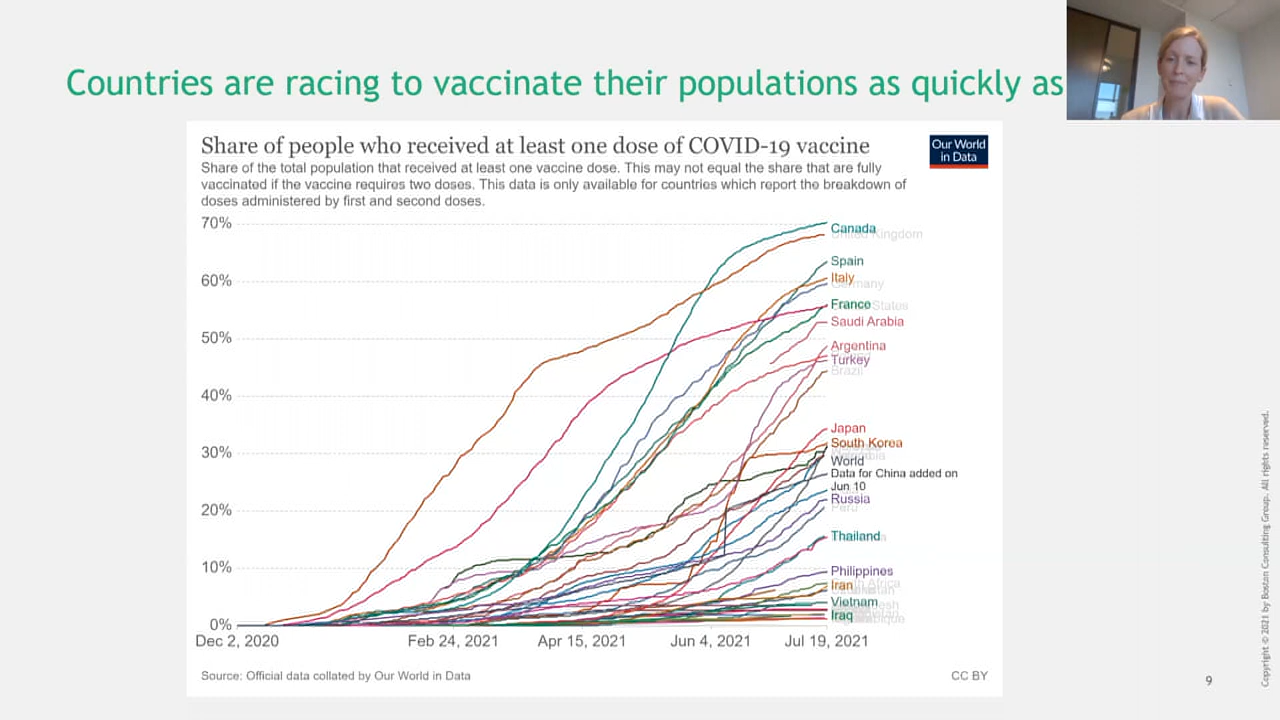 Countries are racing to vaccinate their populations as quickly as
Share of people who received at least one dose of COVID-19 vaccine
Our World
in Data
Share of the total population that received at least one vaccine dose. This may not equal the share that are fully
vaccinated if the vaccine requires two doses. This data is only available for countries which report the breakdown of
doses administered by first and second doses.
70%
60%
50%
40%
30%
20%
10%
0%
Canada
United Kingdom
Spain
Italy
Germany
France
United States
Saudi Arabia
Argentina
Turkey
Brazil
Japan
South Korea
World
Data for China added on
Jun 10
Russia
Peru
Thailand
Philippines
South Africa
Iran
Vietnam
Iraq
Dec 2, 2020
Feb 24, 2021
Apr 15, 2021
Jun 4, 2021
Jul 19, 2021
Source: Official data collated by Our World in Data
CC BY
9
Copyright © 2021 by Boston Consulting Group. All rights reserved.